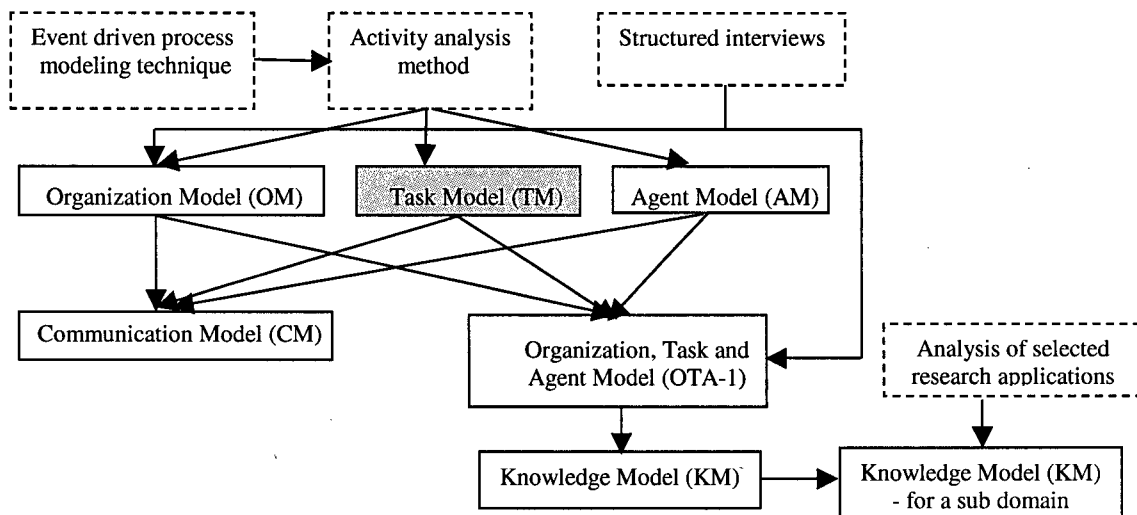 Event driven process
modeling technique
Activity analysis
method
Structured interviews
Organization Model (OM)
Task Model (TM)
Agent Model (AM)
Communication Model (CM)
Organization, Task and
Agent Model (OTA-1)
Analysis of selected
research applications
Knowledge Model (KM)
Knowledge Model (KM)
- for a sub domain